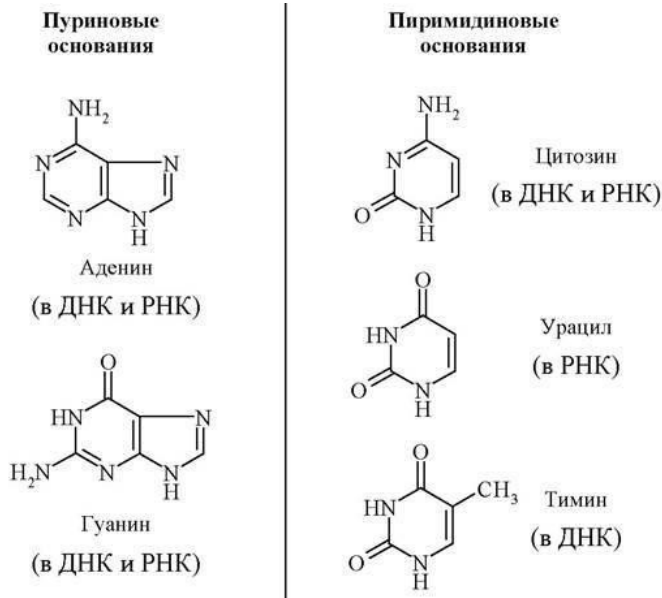 Пуриновые
основания
NH2
N
N
N
N
H
Аденин
(в ДНК и РНК)
O
HN
N
H2N
N
N
H
Гуанин
(в ДНК и РНК)
Пиримидиновые
основания
NH2
N
O
N
H
Цитозин
(в ДНК и РНК)
O
HN
O
N
H
Урацил
(в РНК)
O
CH3
HN
O
N
H
Тимин
(в ДНК)